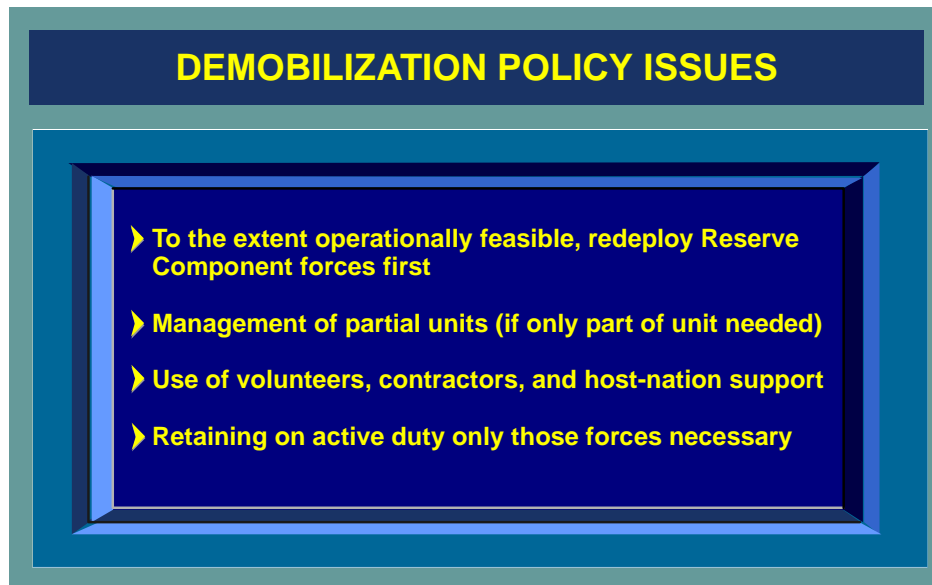 DEMOBILIZATION POLICY ISSUES
To the extent operationally feasible, redeploy Reserve
Component forces first
Management of partial units (if only part of unit needed)
Use of volunteers, contractors, and host-nation support
Retaining on active duty only those forces necessary